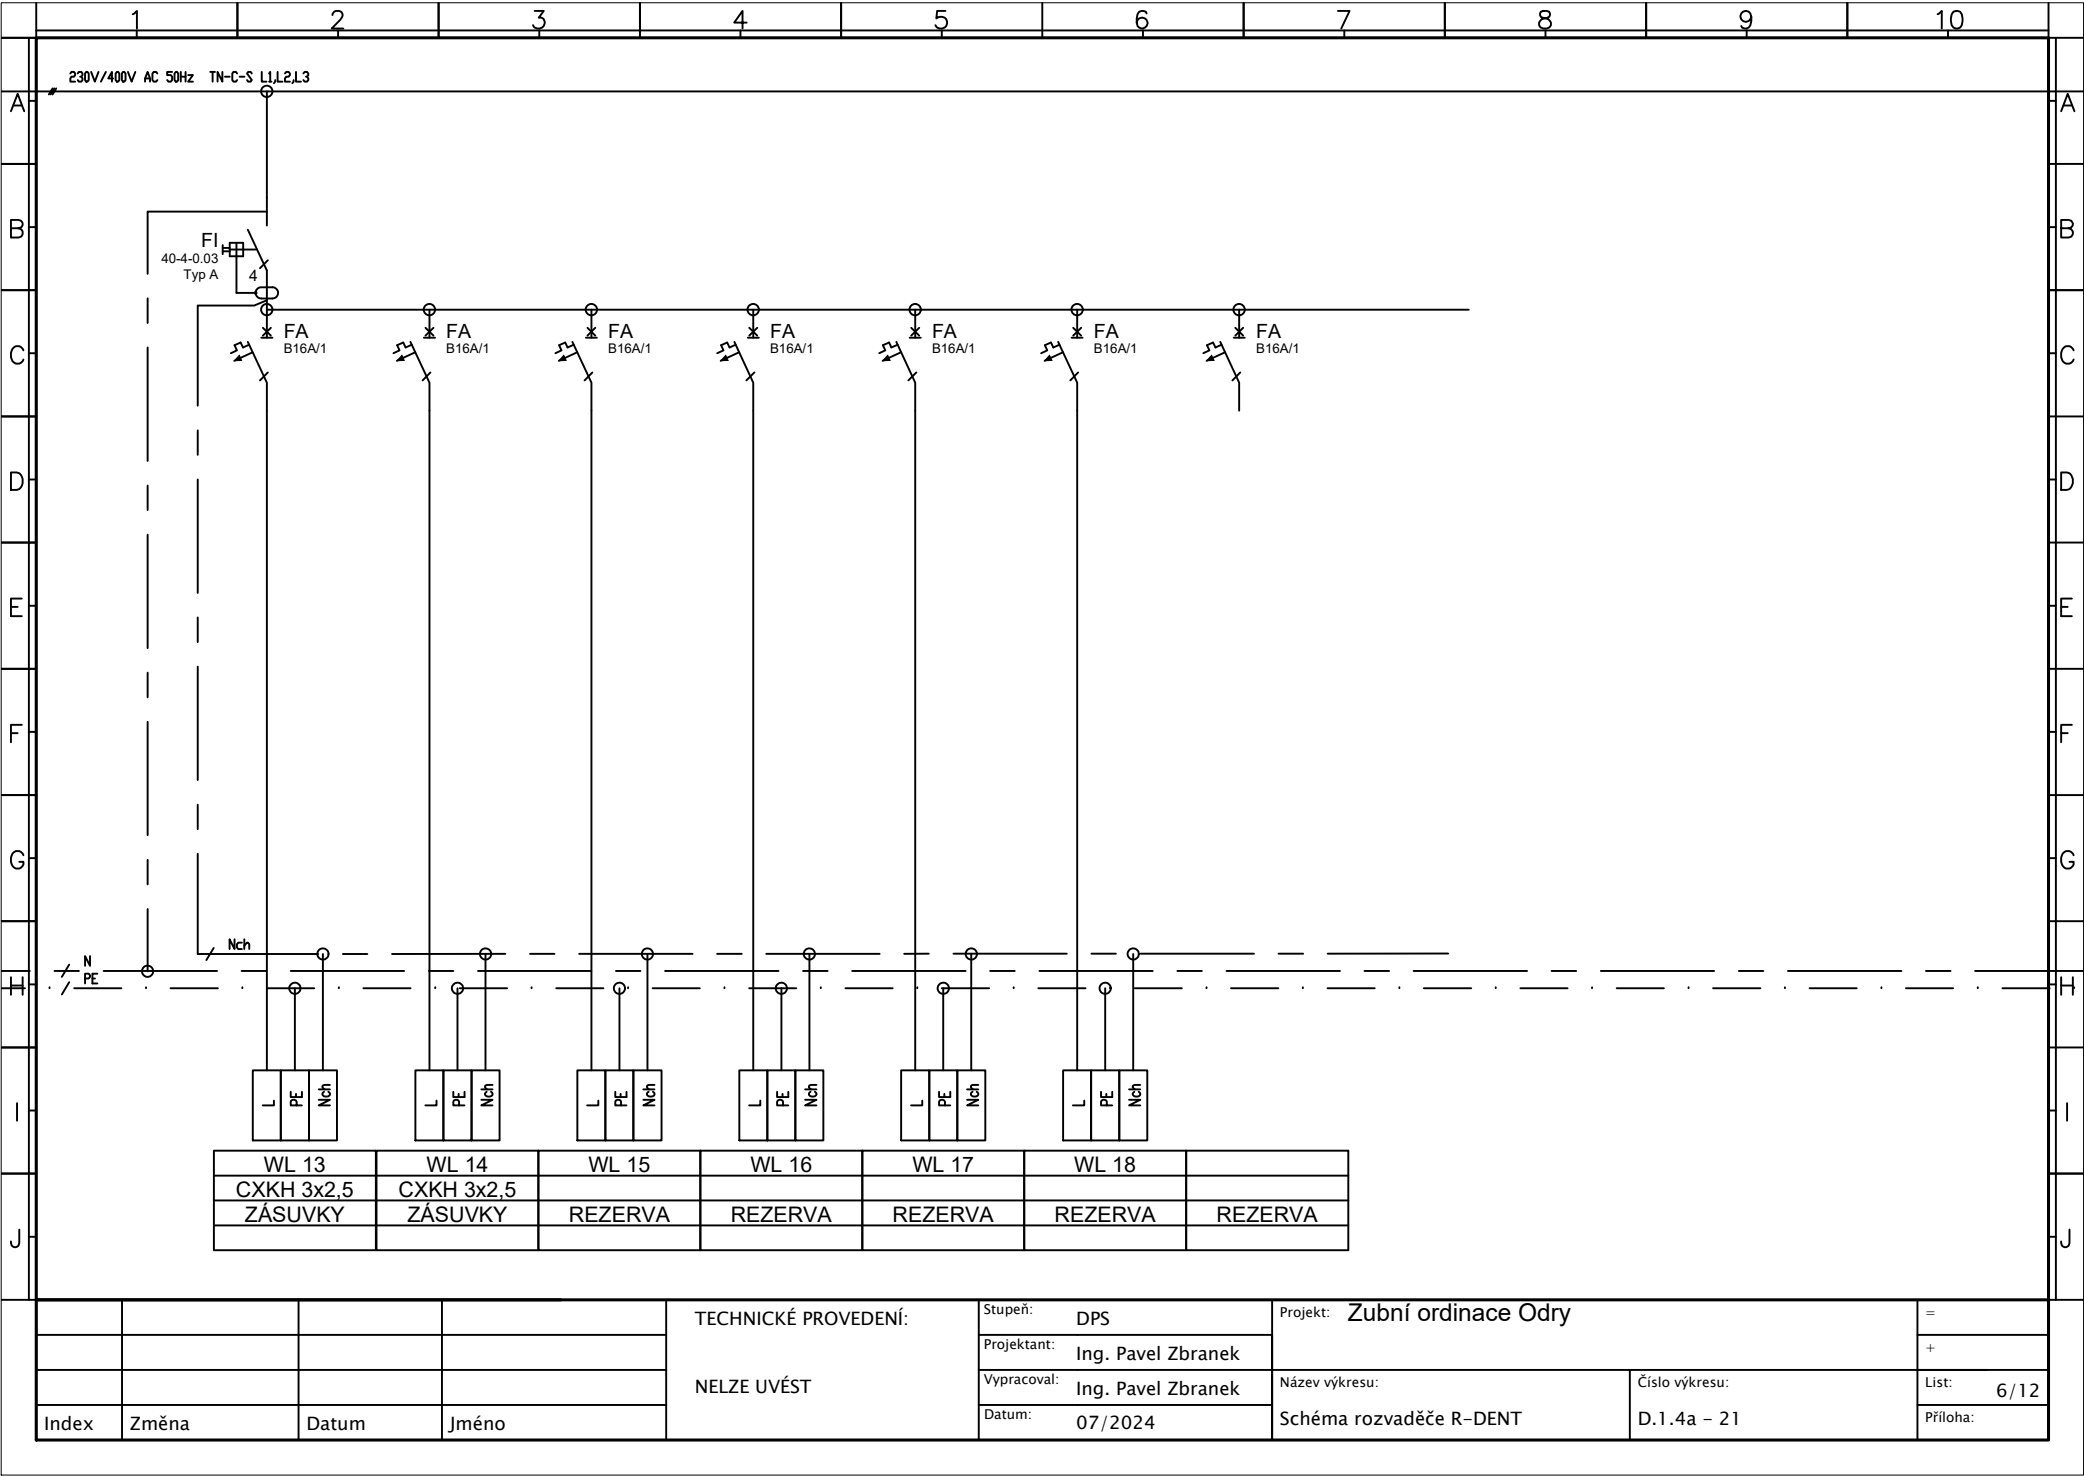 1 2 3 4 5 6 7 8 9 10
230V/400V AC 50Hz TN-C-S L1,L2,L3
A A
B B
FI
40-4-0.03
Typ A 4
FA FA FA FA FA FA FA
B16A/1 B16A/1 B16A/1 B16A/1 B16A/1 B16A/1 B16A/1
C C
D D
E E
F F
G G
Nch
N
PE
H H
L PE Nch L PE Nch L PE Nch L PE Nch L PE Nch L PE Nch
I I
WL 13 WL 14 WL 15 WL 16 WL 17 WL 18
CXKH 3x2,5 CXKH 3x2,5
ZÁSUVKY ZÁSUVKY REZERVA REZERVA REZERVA REZERVA REZERVA
J J
TECHNICKÉ PROVEDENÍ:
NELZE UVÉST
Index Změna Datum Jméno
Stupeň: DPS
Projektant: Ing. Pavel Zbranek
Vypracoval: Ing. Pavel Zbranek
Datum: 07/2024
Projekt: Zubní ordinace Odry
Název výkresu:
Schéma rozvaděče R-DENT
Číslo výkresu:
D.1.4a - 21
=
+
List: 6/12
Příloha: